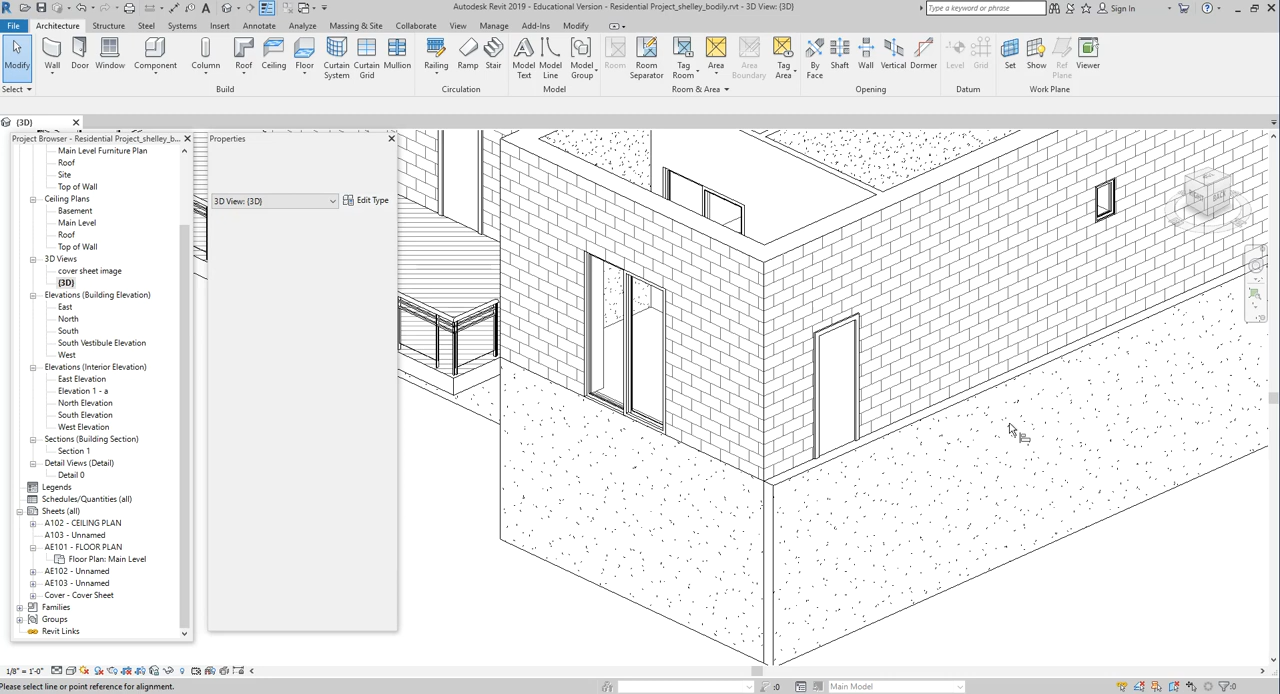 Autodesk Revit 2019 - Educational Version - Residential Project_shelley_bodily.rvt - 3D View: {3D}
Type a keyword or phrase
Sign In
File Architecture Structure Steel Systems Insert Annotate Analyze Massing & Site Collaborate View Manage Add-Ins Modify
Modify Wall Door Window Component Column Roof Ceiling Floor Curtain System Curtain Grid Mullion Railing Ramp Stair Model Text Model Line Model Group Room Room Separator Tag Room Area Area Boundary Tag Area By Face Shaft Wall Vertical Dormer Level Grid Set Show Ref Plane Viewer
Select Build Circulation Model Room & Area Opening Datum Work Plane
{3D}
Project Browser - Residential Project_shelley_b...
Main Level Furniture Plan
Roof
Site
Top of Wall
Ceiling Plans
Basement
Main Level
Roof
Top of Wall
3D Views
cover sheet image
{3D}
Elevations (Building Elevation)
East
North
South
South Vestibule Elevation
West
Elevations (Interior Elevation)
East Elevation
Elevation 1 - a
North Elevation
South Elevation
West Elevation
Sections (Building Section)
Section 1
Detail Views (Detail)
Detail 0
Legends
Schedules/Quantities (all)
Sheets (all)
A102 - CEILING PLAN
A103 - Unnamed
AE101 - FLOOR PLAN
Floor Plan: Main Level
AE102 - Unnamed
AE103 - Unnamed
Cover - Cover Sheet
Families
Groups
Revit Links
Properties
3D View: {3D}
Edit Type
1/8" = 1'-0"
Please select line or point reference for alignment.
:0
Main Model
:0